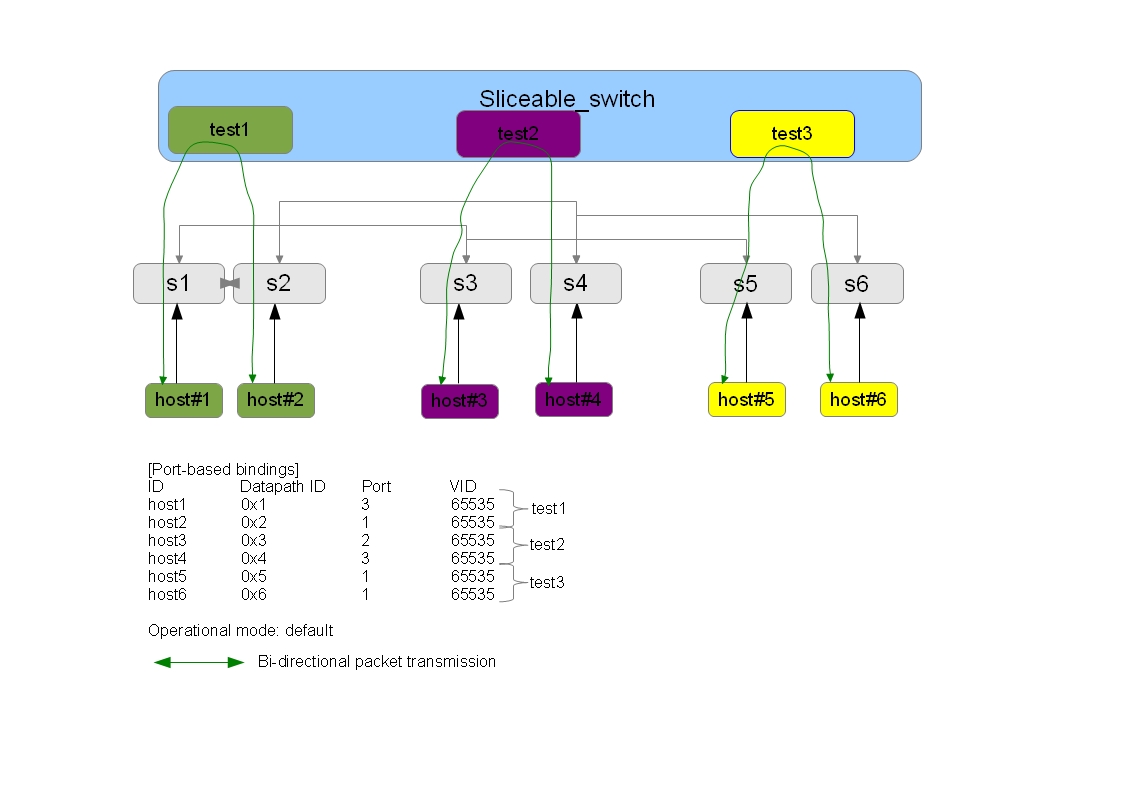 Sliceable_switch
test1 test2 test3
s1 s2 s3 s4 s5 s6
host#1 host#2 host#3 host#4 host#5 host#6
[Port-based bindings]
ID Datapath ID Port VID
host1 0x1 3 65535
host2 0x2 1 65535
host3 0x3 2 65535
host4 0x4 3 65535
host5 0x5 1 65535
host6 0x6 1 65535
test1
test2
test3
Operational mode: default
Bi-directional packet transmission